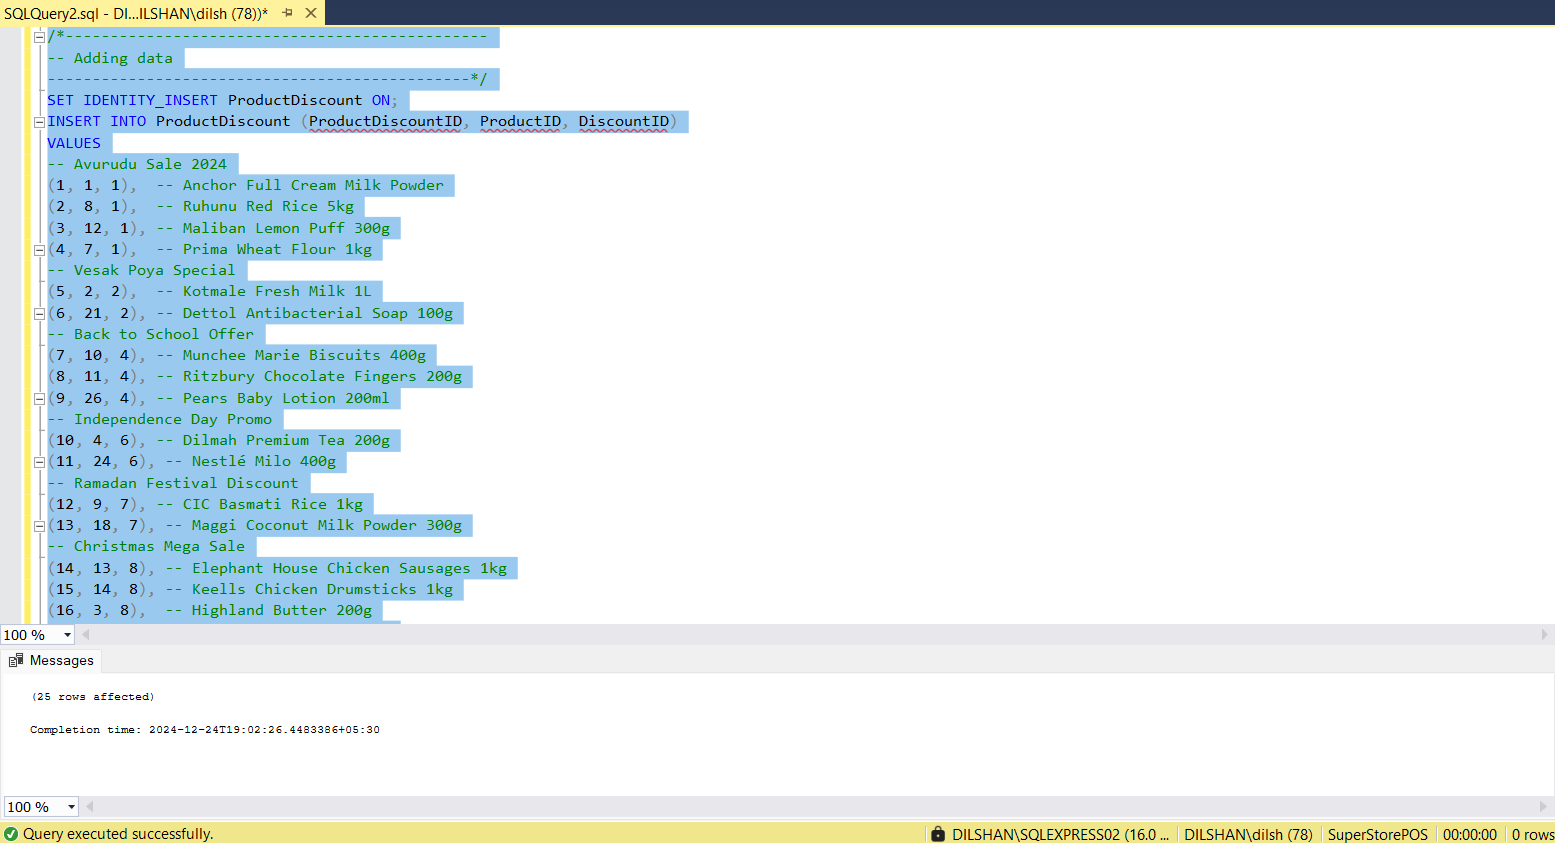 SQLQuery2.sql - DI...ILSHAN\dilsh (78))*
/*-----------------------------------------------
-- Adding data
-----------------------------------------------*/
SET IDENTITY_INSERT ProductDiscount ON;
INSERT INTO ProductDiscount (ProductDiscountID, ProductID, DiscountID)
VALUES
-- Avurudu Sale 2024
(1, 1, 1),  -- Anchor Full Cream Milk Powder
(2, 8, 1),  -- Ruhunu Red Rice 5kg
(3, 12, 1), -- Maliban Lemon Puff 300g
(4, 7, 1),  -- Prima Wheat Flour 1kg
-- Vesak Poya Special
(5, 2, 2),  -- Kotmale Fresh Milk 1L
(6, 21, 2), -- Dettol Antibacterial Soap 100g
-- Back to School Offer
(7, 10, 4), -- Munchee Marie Biscuits 400g
(8, 11, 4), -- Ritzbury Chocolate Fingers 200g
(9, 26, 4), -- Pears Baby Lotion 200ml
-- Independence Day Promo
(10, 4, 6), -- Dilmah Premium Tea 200g
(11, 24, 6), -- Nestlé Milo 400g
-- Ramadan Festival Discount
(12, 9, 7), -- CIC Basmati Rice 1kg
(13, 18, 7), -- Maggi Coconut Milk Powder 300g
-- Christmas Mega Sale
(14, 13, 8), -- Elephant House Chicken Sausages 1kg
(15, 14, 8), -- Keells Chicken Drumsticks 1kg
(16, 3, 8),  -- Highland Butter 200g
100 %
Messages
(25 rows affected)
Completion time: 2024-12-24T19:02:26.4483386+05:30
100 %
Query executed successfully. DILSHAN\SQLEXPRESS02 (16.0 ... DILSHAN\dilsh (78) SuperStorePOS 00:00:00 0 rows